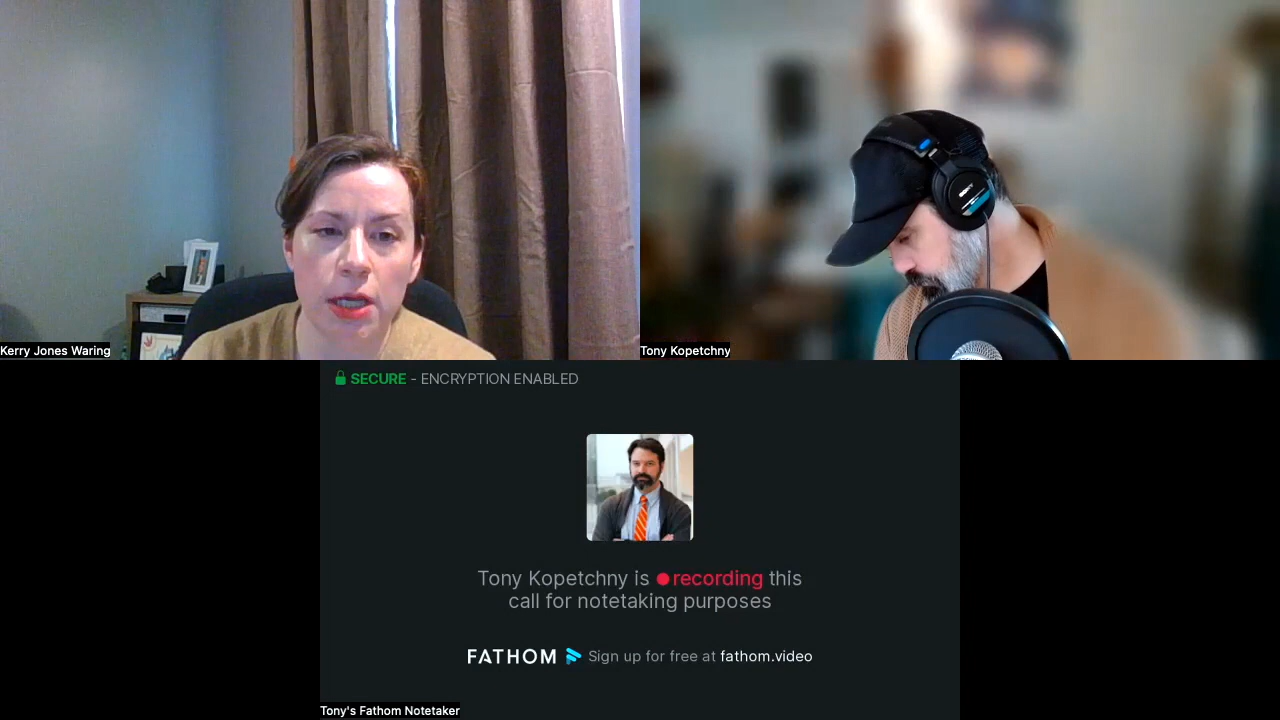 Kerry Jones Waring
Tony Kopetchny
SECURE - ENCRYPTION ENABLED
Tony Kopetchny is recording this
call for notetaking purposes
FATHOM Sign up for free at fathom.video
Tony's Fathom Notetaker